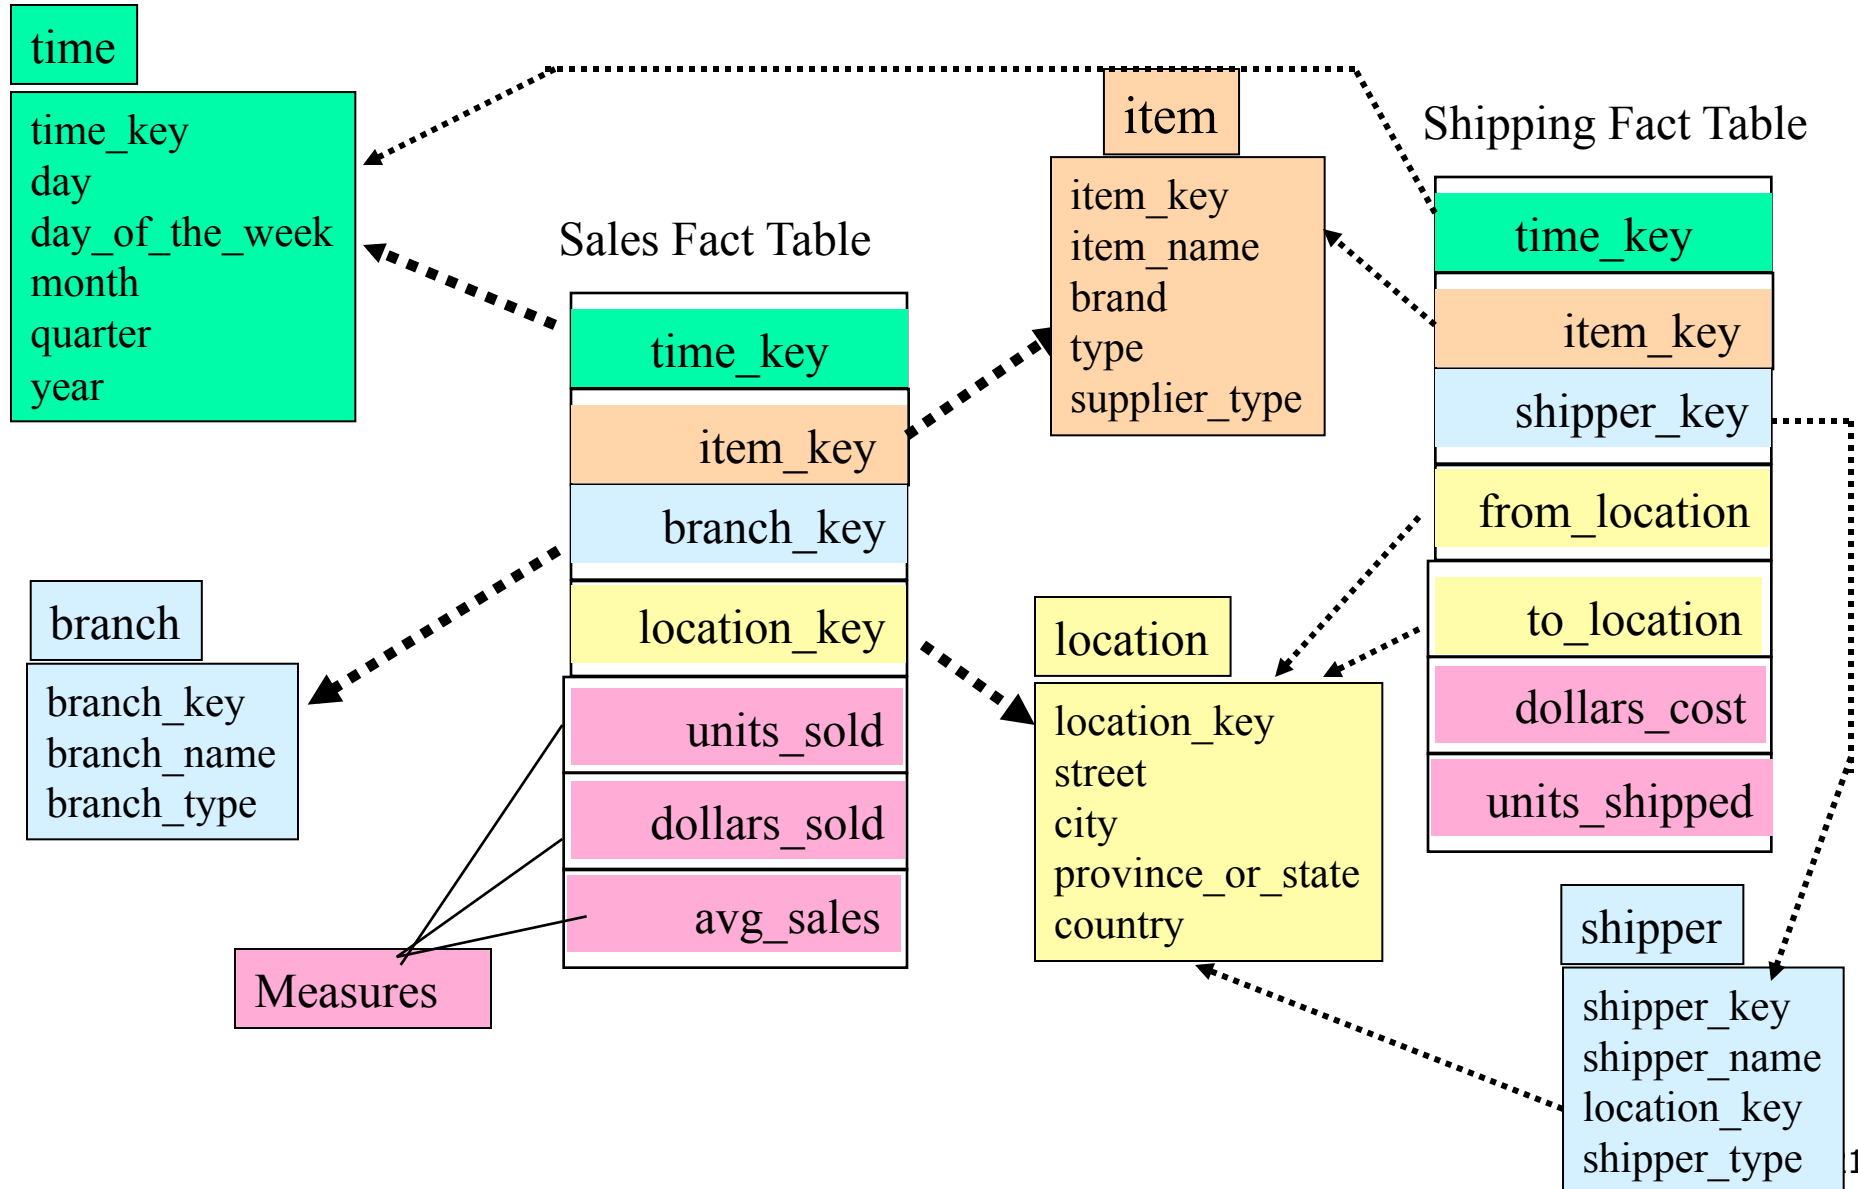 time
time_key
day
day_of_the_week
month
quarter
year
Sales Fact Table
time_key
item_key
branch_key
location_key
units_sold
dollars_sold
avg_sales
Measures
branch
branch_key
branch_name
branch_type
item
item_key
item_name
brand
type
supplier_type
location
location_key
street
city
province_or_state
country
Shipping Fact Table
time_key
item_key
shipper_key
from_location
to_location
dollars_cost
units_shipped
shipper
shipper_key
shipper_name
location_key
shipper_type